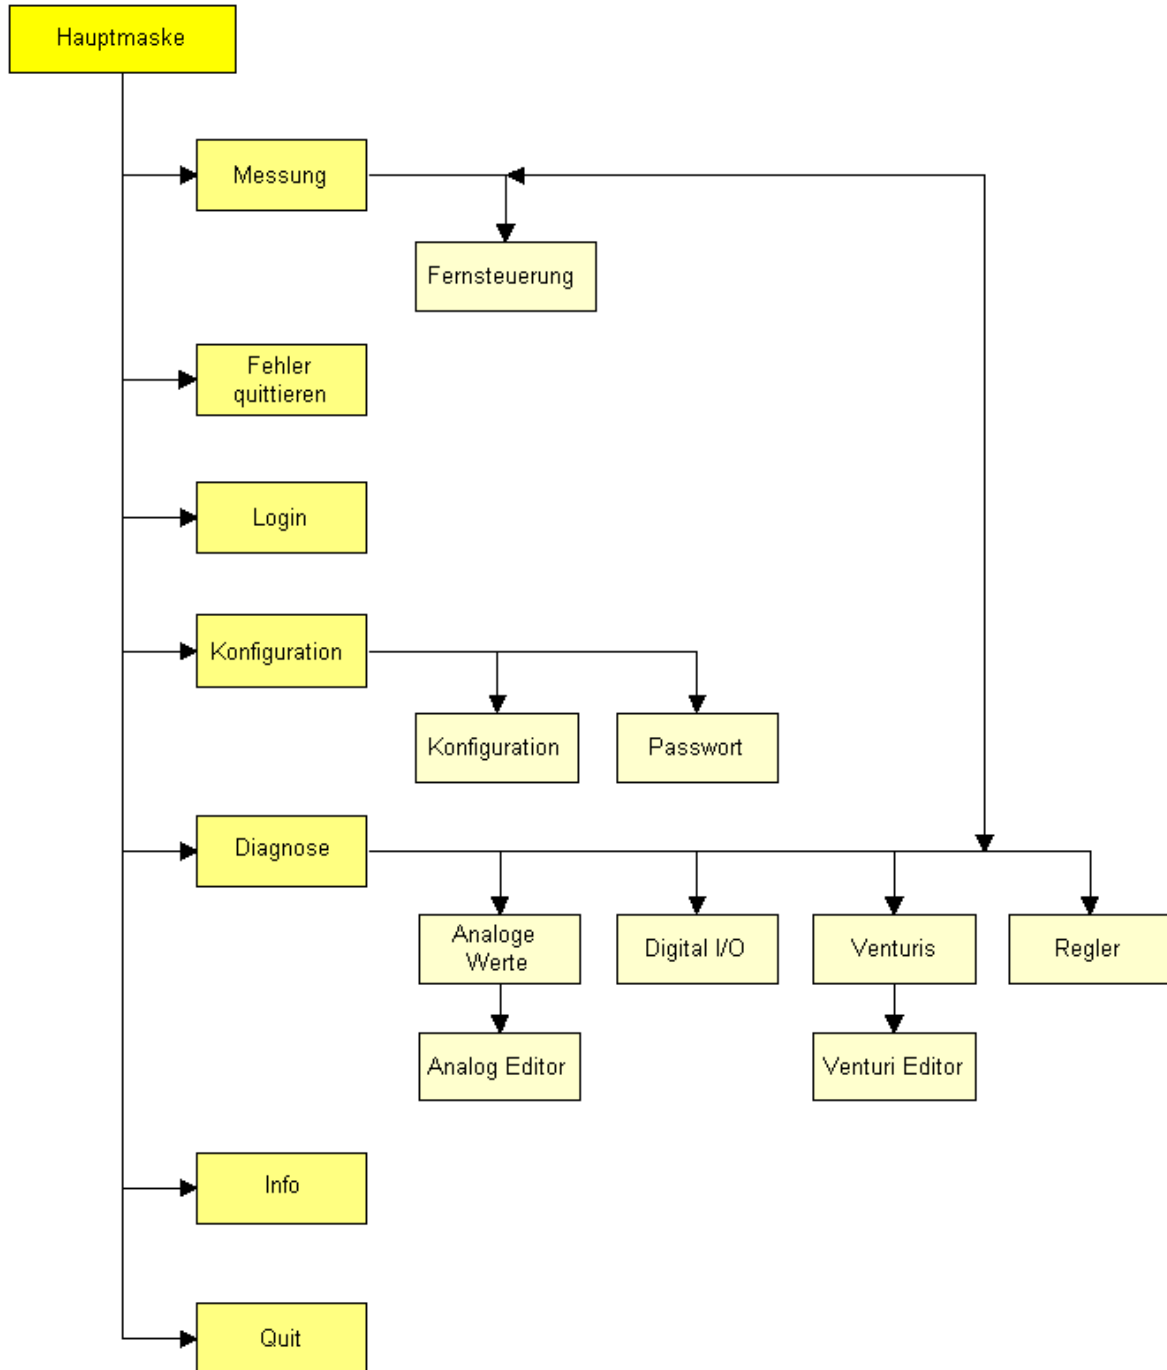 Hauptmaske
Messung
Fernsteuerung
Fehler
quittieren
Login
Konfiguration
Konfiguration
Passwort
Diagnose
Analoge
Werte
Digital I/O
Venturis
Regler
Analog Editor
Venturi Editor
Info
Quit